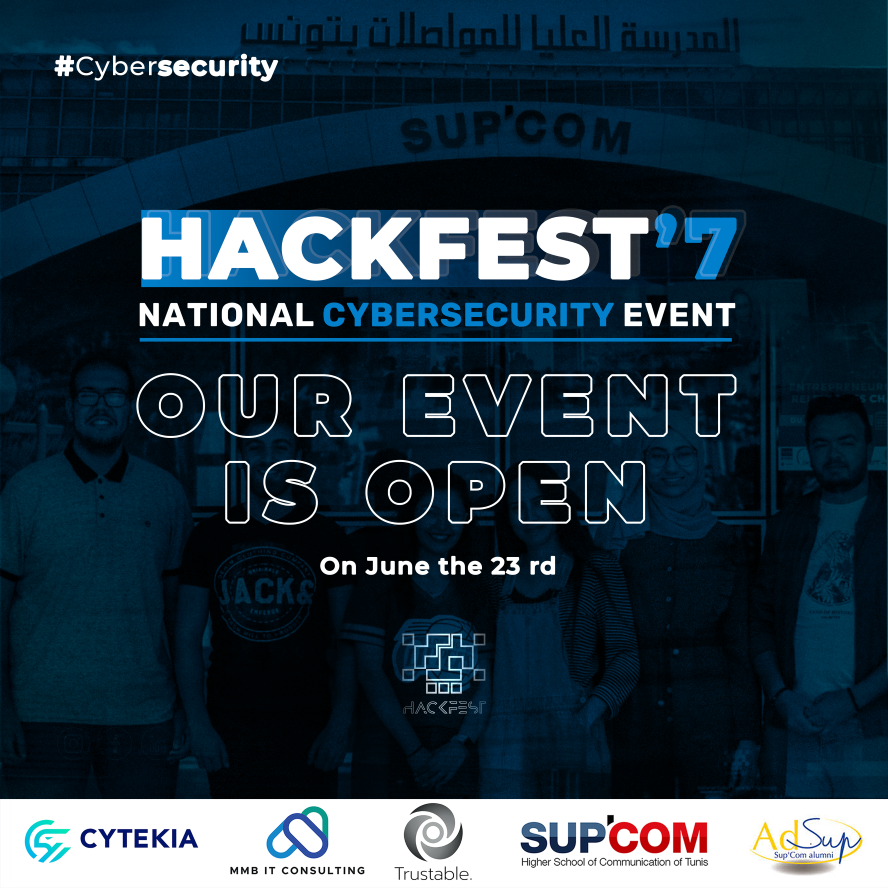 المدرسة العليا للمواصلات بتونس
#Cybersecurity
SUP'COM
HACKFEST'7
NATIONAL CYBERSECURITY EVENT
OUR EVENT
IS OPEN
On June the 23 rd
JACK&
HACKFEST
CYTEKIA
MMB IT CONSULTING
Trustable.
SUP'COM
Higher School of Communication of Tunis
AdSup
Sup'Com alumni